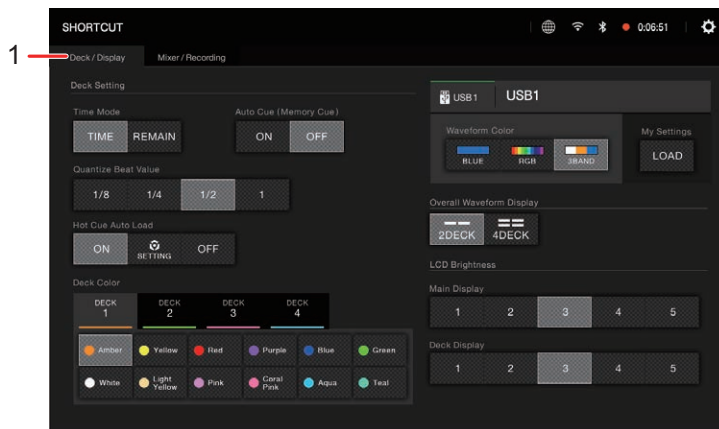 SHORTCUT
0:06:51
1
Deck / Display
Mixer / Recording
Deck Setting
Time Mode
TIME
REMAIN
Auto Cue (Memory Cue)
ON
OFF
Quantize Beat Value
1/8
1/4
1/2
1
Hot Cue Auto Load
ON
SETTING
OFF
Deck Color
DECK
1
DECK
2
DECK
3
DECK
4
Amber
Yellow
Red
Purple
Blue
Green
White
Light
Yellow
Pink
Coral
Pink
Aqua
Teal
USB1
USB1
Waveform Color
BLUE
RGB
3BAND
My Settings
LOAD
Overall Waveform Display
2DECK
4DECK
LCD Brightness
Main Display
1
2
3
4
5
Deck Display
1
2
3
4
5